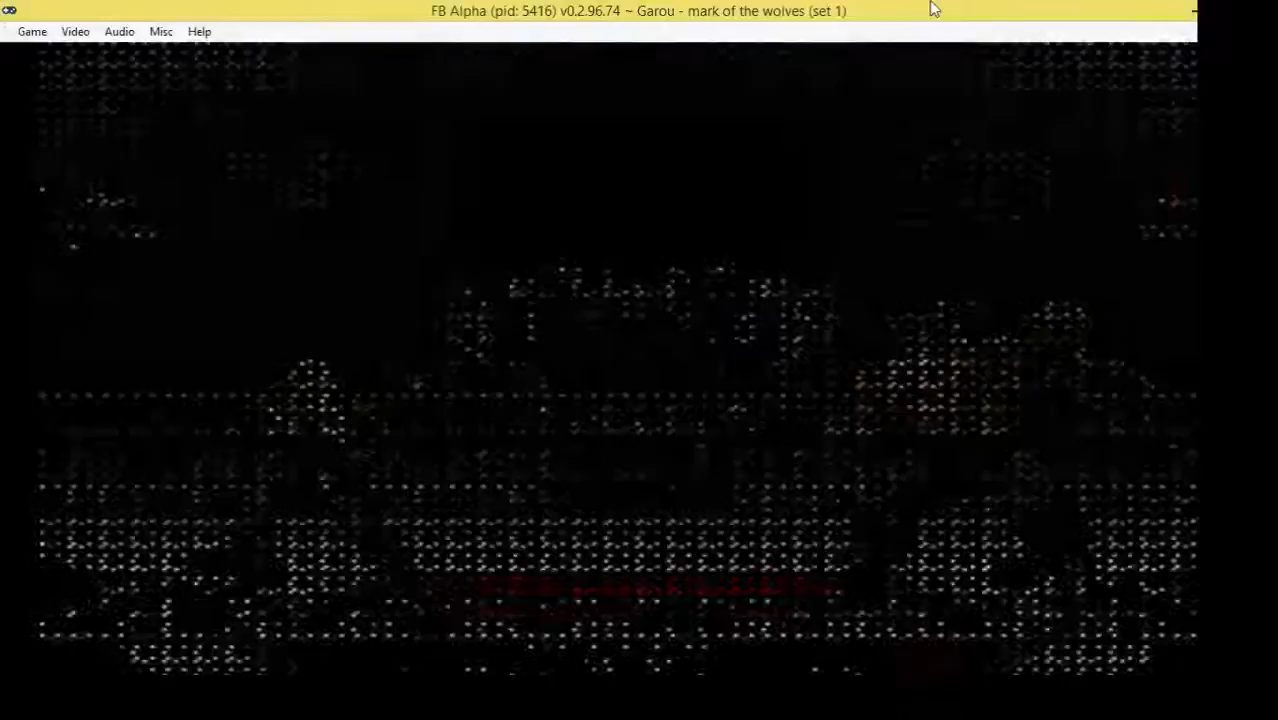 FB Alpha (pid: 5416) v0.2.96.74 ~ Garou - mark of the wolves (set 1)
Game Video Audio Misc Help